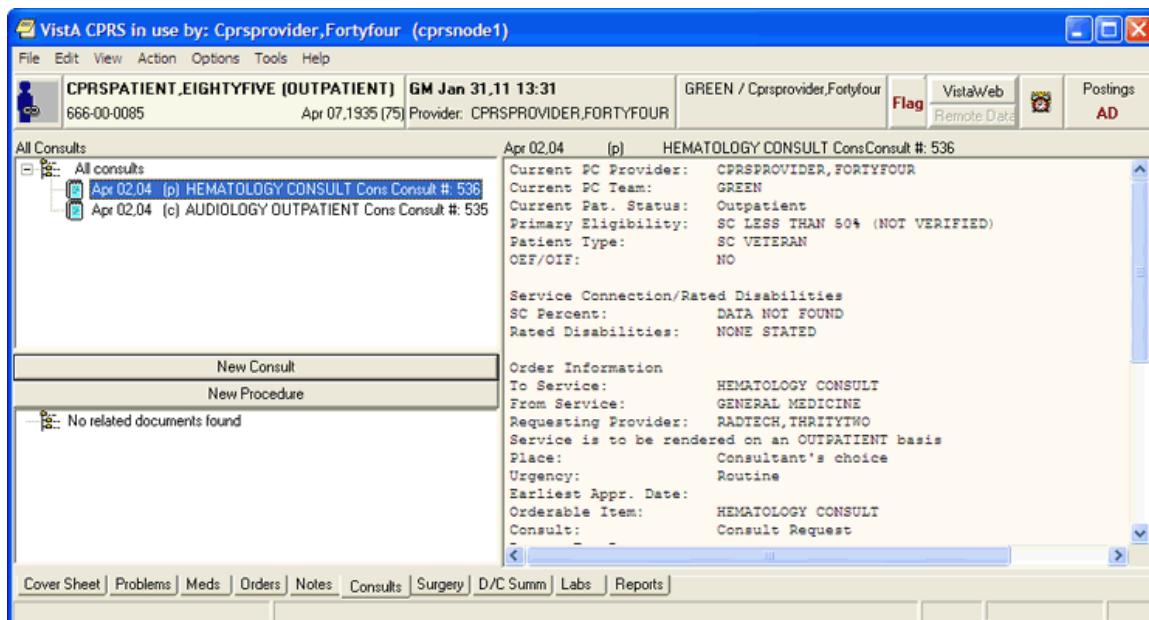 VistA CPRS in use by: Cprsprovider,Fortyfour (cprsnode1)
File Edit View Action Options Tools Help
CPRSPATIENT,EIGHTYFIVE (OUTPATIENT) GM Jan 31,11 13:31 GREEN / Cprsprovider,Fortyfour Flag VistaWeb Postings
666-00-0085 Apr 07,1935 (75) Provider: CPRSPROVIDER,FORTYFOUR Remote Data AD
All Consults
All consults
Apr 02,04 (p) HEMATOLOGY CONSULT Cons Consult #: 536
Apr 02,04 (c) AUDIOLOGY OUTPATIENT Cons Consult #: 535
New Consult
New Procedure
No related documents found
Apr 02,04 (p) HEMATOLOGY CONSULT ConsConsult #: 536
Current PC Provider: CPRSPROVIDER,FORTYFOUR
Current PC Team: GREEN
Current Pat. Status: Outpatient
Primary Eligibility: SC LESS THAN 50% (NOT VERIFIED)
Patient Type: SC VETERAN
OEF/OIF: NO
Service Connection/Rated Disabilities
SC Percent: DATA NOT FOUND
Rated Disabilities: NONE STATED
Order Information
To Service: HEMATOLOGY CONSULT
From Service: GENERAL MEDICINE
Requesting Provider: RADTECH,THRITYTWO
Service is to be rendered on an OUTPATIENT basis
Place: Consultant's choice
Urgency: Routine
Earliest Appr. Date:
Orderable Item: HEMATOLOGY CONSULT
Consult: Consult Request
Cover Sheet Problems Meds Orders Notes Consults Surgery D/C Summ Labs Reports